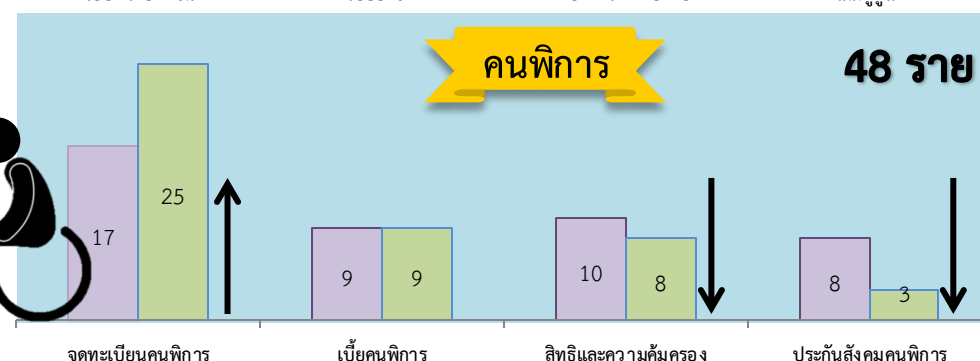 คนพิการ
48 ราย
17
25
9
9
10
8
8
3
จดทะเบียนคนพิการ
เบี้ยคนพิการ
สิทธิและความคุ้มครอง
ประกันสังคมคนพิการ